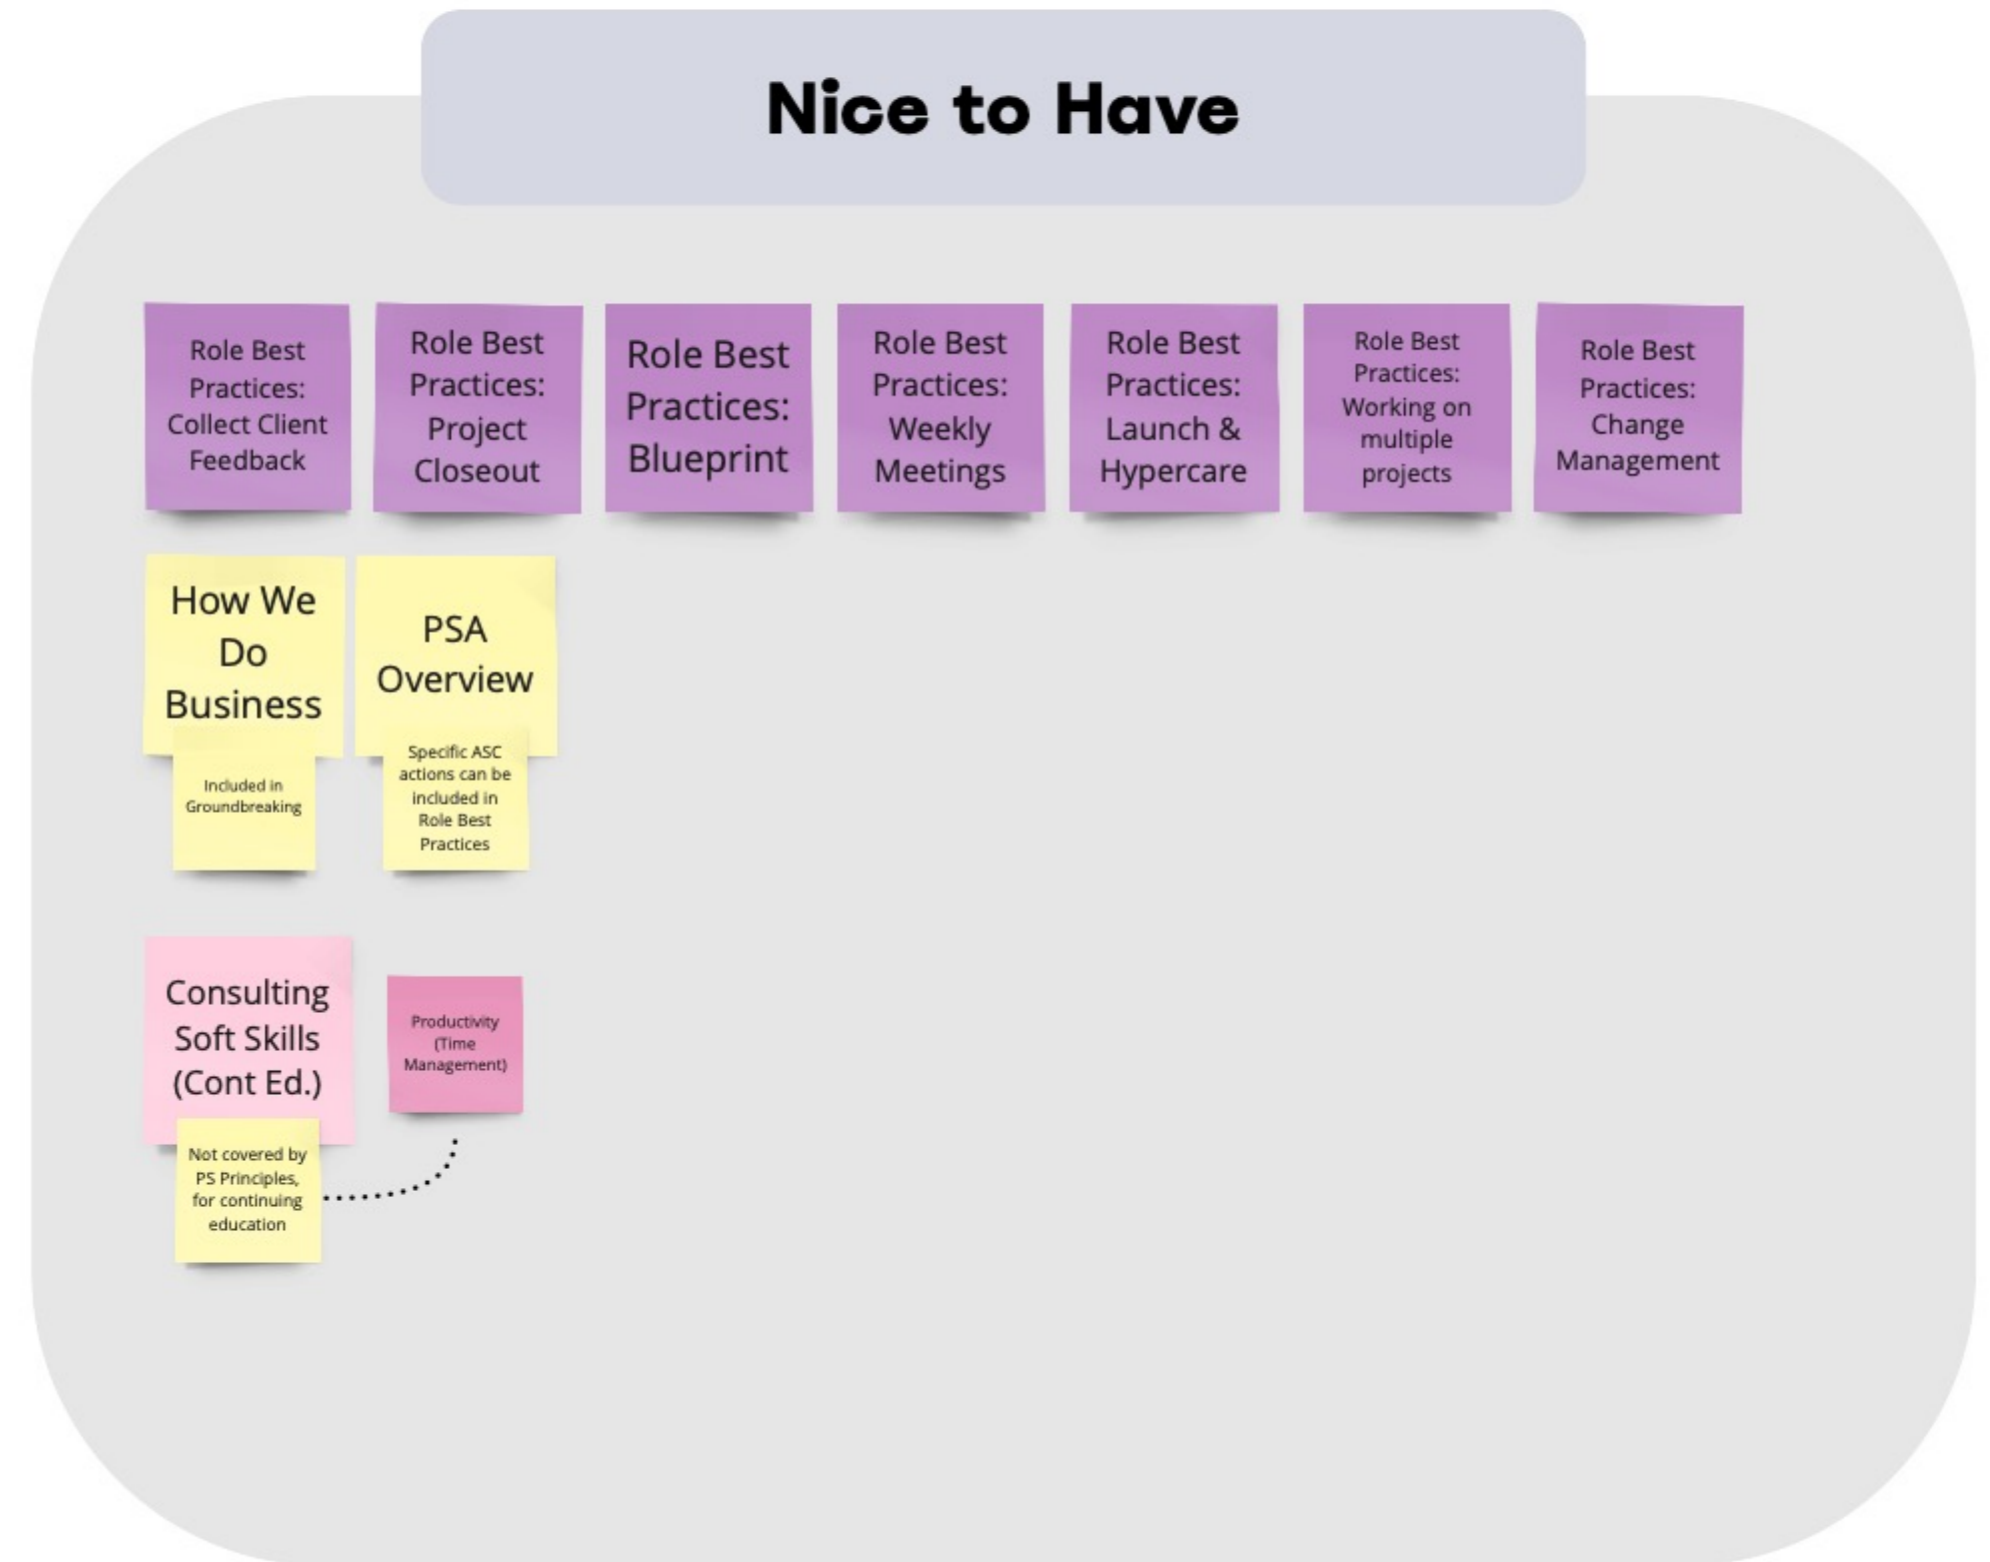 Nice to Have
Role Best
Practices:
Collect Client
Feedback
Role Best
Practices:
Project
Closeout
Role Best
Practices:
Blueprint
Role Best
Practices:
Weekly
Meetings
Role Best
Practices:
Launch &
Hypercare
Role Best
Practices:
Working on
multiple
projects
Role Best
Practices:
Change
Management
How We
Do
Business
Included in
Groundbreaking
PSA
Overview
Specific ASC
actions can be
included in
Role Best
Practices
Consulting
Soft Skills
(Cont Ed.)
Not covered by
PS Principles,
for continuing
education
Productivity
(Time
Management)